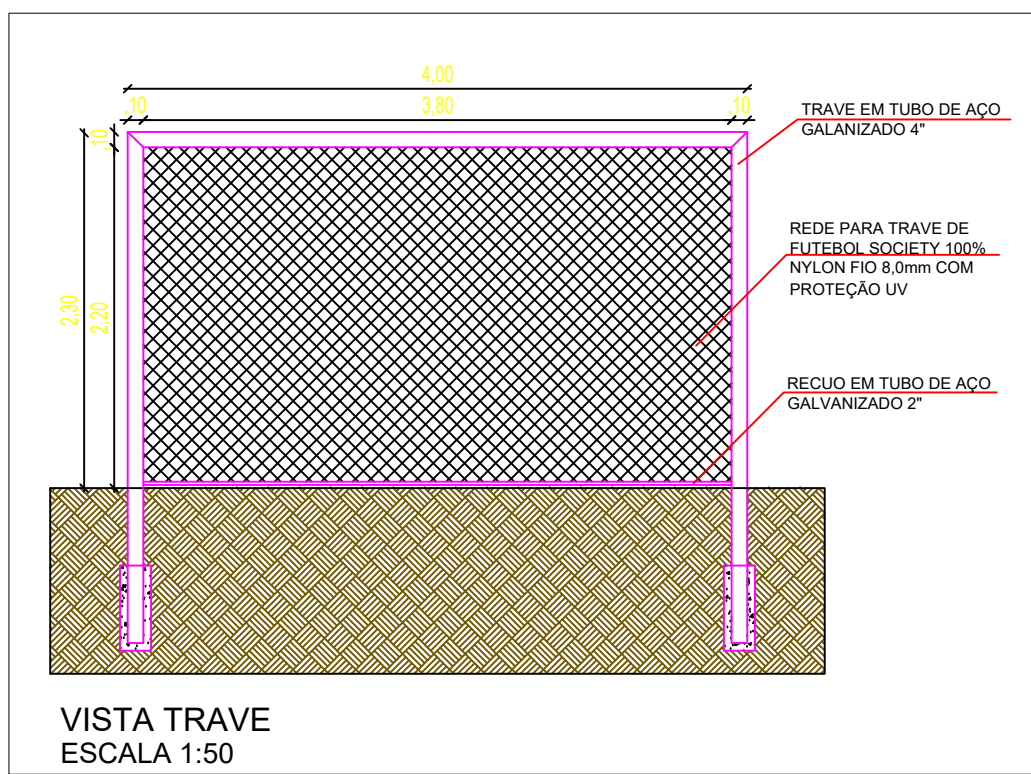 4,00
,10
3,80
,10
,10
2,30
2,20
TRAVE EM TUBO DE AÇO
GALANIZADO 4"
REDE PARA TRAVE DE
FUTEBOL SOCIETY 100%
NYLON FIO 8,0mm COM
PROTEÇÃO UV
RECUO EM TUBO DE AÇO
GALVANIZADO 2"
VISTA TRAVE
ESCALA 1:50